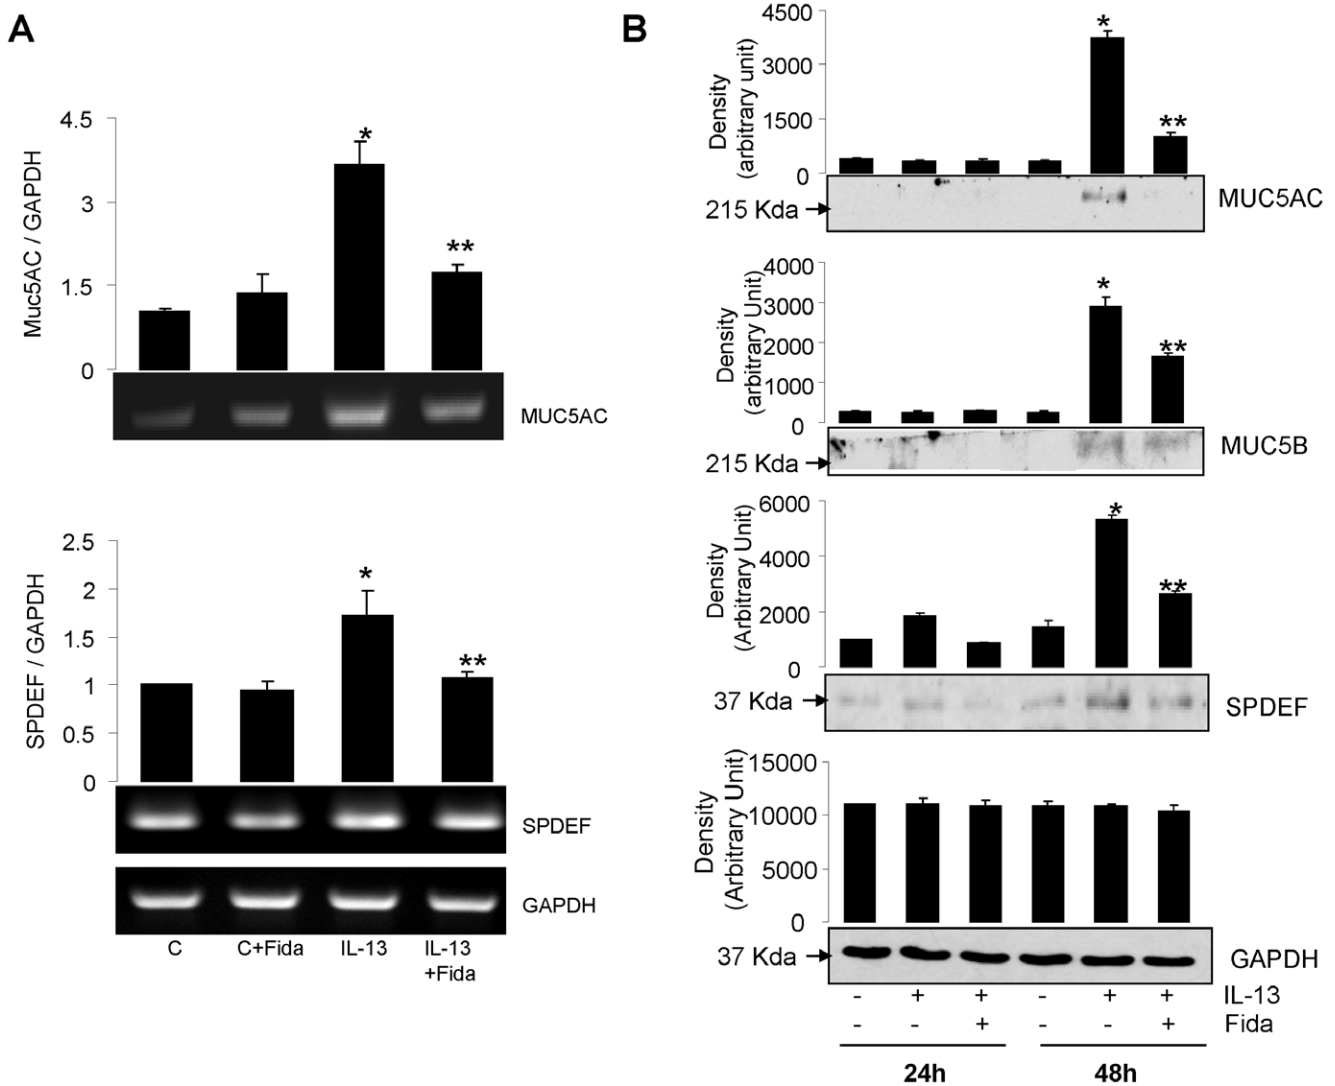 A
4.5
3
1.5
0
Muc5AC / GAPDH
*
**
MUC5AC
2.5
2
1.5
1
0.5
0
SPDEF / GAPDH
*
**
SPDEF
GAPDH
C
C+Fida
IL-13
IL-13
+Fida
B
4500
3000
1500
0
Density
(arbitrary unit)
*
**
215 Kda
MUC5AC
4000
3000
2000
1000
0
Density
(arbitrary Unit)
*
**
215 Kda
MUC5B
6000
4000
2000
0
Density
(Arbitrary Unit)
*
**
37 Kda
SPDEF
15000
10000
5000
0
Density
(Arbitrary Unit)
37 Kda
GAPDH
- + + - + + IL-13
- - + - - + Fida
24h 48h